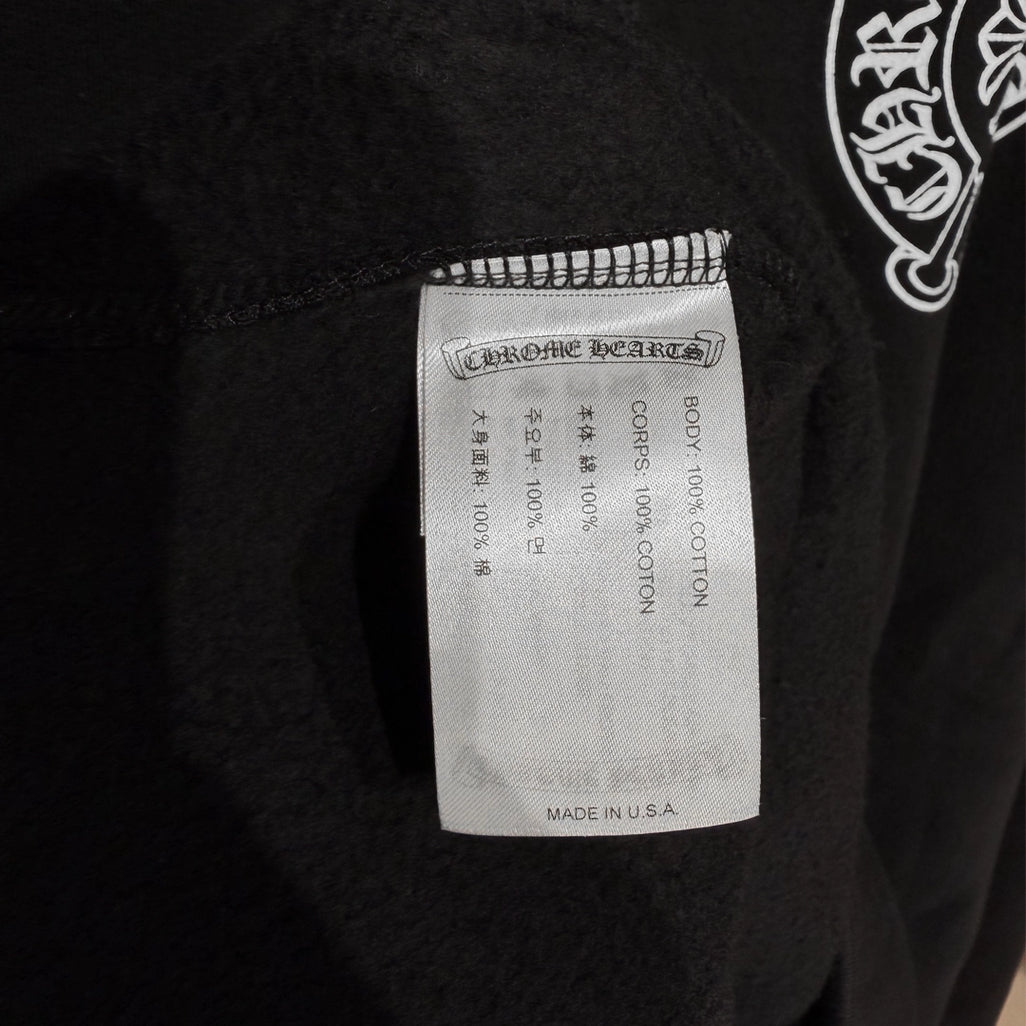 CHROME HEARTS
BODY: 100% COTTON
CORPS: 100% COTON
本体: 綿 100%
주요부: 100% 면
大身面料: 100% 棉
MADE IN U.S.A.
CHR